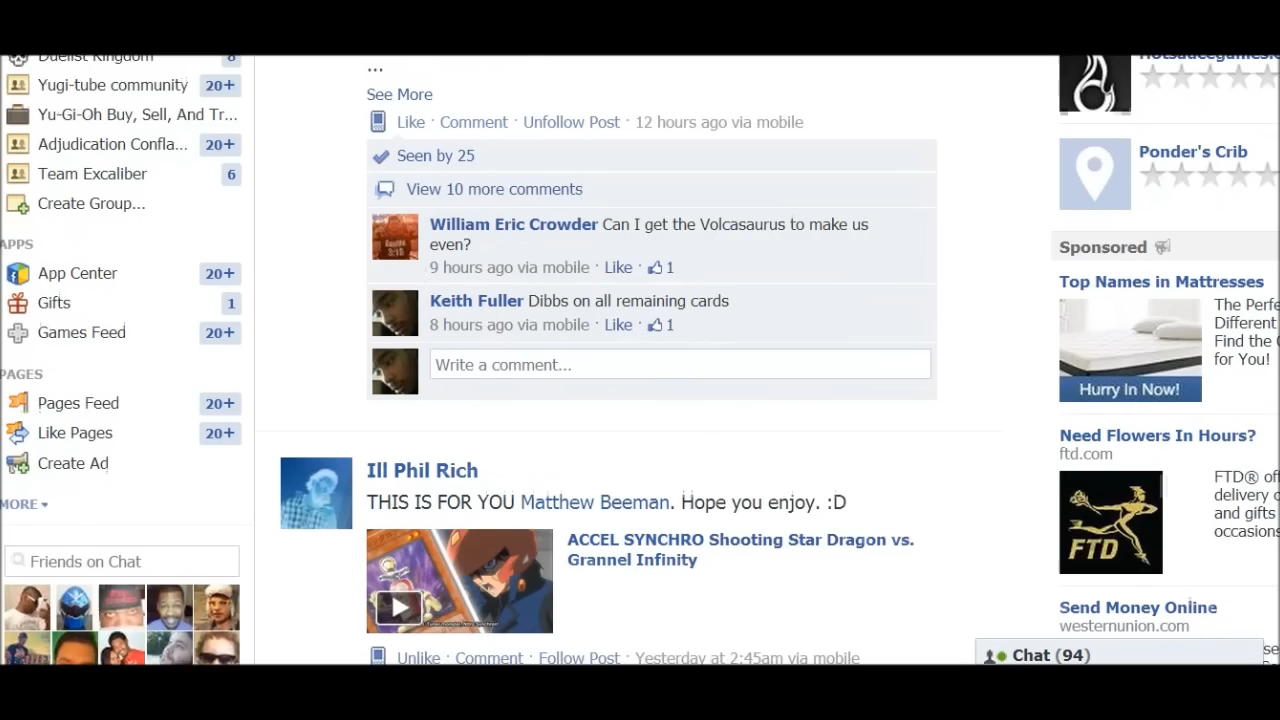 Duelist Kingdom 8
Yugi-tube community 20+
Yu-Gi-Oh Buy, Sell, And Tr...
Adjudication Confla... 20+
Team Excaliber 6
Create Group...
APPS
App Center 20+
Gifts 1
Games Feed 20+
PAGES
Pages Feed 20+
Like Pages 20+
Create Ad
MORE
Friends on Chat
...
See More
Like · Comment · Unfollow Post · 12 hours ago via mobile
Seen by 25
View 10 more comments
William Eric Crowder Can I get the Volcasaurus to make us
even?
9 hours ago via mobile · Like · 1
Keith Fuller Dibbs on all remaining cards
8 hours ago via mobile · Like · 1
Write a comment...
Ill Phil Rich
THIS IS FOR YOU Matthew Beeman. Hope you enjoy. :D
ACCEL SYNCHRO Shooting Star Dragon vs.
Grannel Infinity
Unlike · Comment · Follow Post · Yesterday at 2:45am via mobile
Hotsaucegames.c
Ponder's Crib
Sponsored
Top Names in Mattresses
The Perfe
Different
Find the
for You!
Hurry In Now!
Need Flowers In Hours?
ftd.com
FTD® of
delivery
and gifts
occasions
FTD
Send Money Online
westernunion.com
Chat (94)